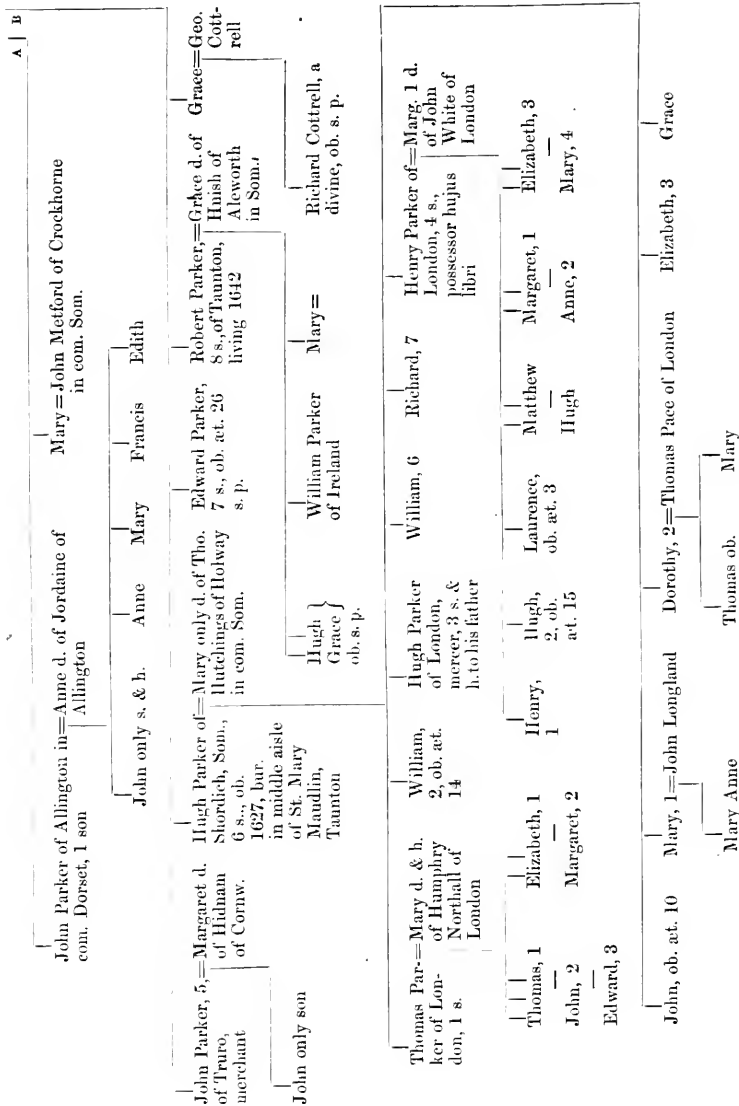 A | B
John Parker of Allington in=Anne d. of Jordaine of
com. Dorset, 1 son
Allington
Mary=John Metford of Crockhorne
in com. Som.
John only s. & h.
Anne
Mary
Francis
Edith
John Parker, 5,=Margaret d.
of Truro,
of Hidnam
merchant
of Cornw.
Hugh Parker of=Mary only d. of Tho.
Shordich, Som.,
Hutchings of Holway
6 s., ob.
in com. Som.
1627, bur.
in middle aisle
of St. Mary
Maudlin,
Taunton
Edward Parker,
7 s., ob. æt. 26
s. p.
Robert Parker,=Grace d. of
8 s., of Taunton,
Huish of
living 1642
Aleworth
in Som.
Grace=Geo.
Cott-
rell
John only son
Hugh }
Grace }
ob. s. p.
William Parker
of Ireland
Mary=
Richard Cottrell, a
divine, ob. s. p.
Thomas Par-=Mary d. & h.
ker of Lon-
of Humphry
don, 1 s.
Northall of
London
William,
2, ob. æt.
14
Hugh Parker
of London,
mercer, 3 s. &
h. to his father
William, 6
Richard, 7
Henry Parker of=Marg. 1 d.
London, 4 s.,
of John
possessor hujus
White of
libri
London
Thomas, 1
—
John, 2
—
Edward, 3
Elizabeth, 1
—
Margaret, 2
Henry,
1
Hugh,
2, ob.
æt. 15
Laurence,
ob. æt. 3
Matthew
—
Hugh
Margaret, 1
—
Anne, 2
Elizabeth, 3
—
Mary, 4
John, ob. æt. 10
Mary, 1=John Longland
Dorothy, 2=Thomas Pace of London
Elizabeth, 3
Grace
Mary Anne
Thomas ob.
Mary